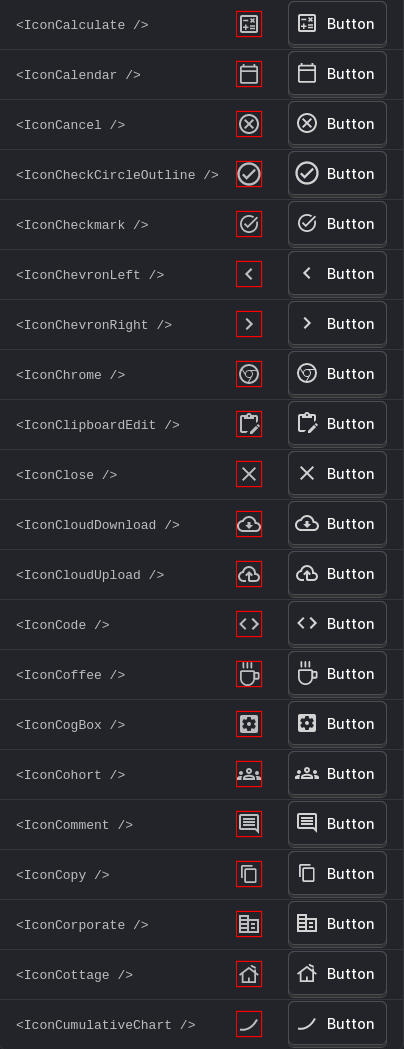 <IconCalculate /> Button
<IconCalendar /> Button
<IconCancel /> Button
<IconCheckCircleOutline /> Button
<IconCheckmark /> Button
<IconChevronLeft /> Button
<IconChevronRight /> Button
<IconChrome /> Button
<IconClipboardEdit /> Button
<IconClose /> Button
<IconCloudDownload /> Button
<IconCloudUpload /> Button
<IconCode /> Button
<IconCoffee /> Button
<IconCogBox /> Button
<IconCohort /> Button
<IconComment /> Button
<IconCopy /> Button
<IconCorporate /> Button
<IconCottage /> Button
<IconCumulativeChart /> Button